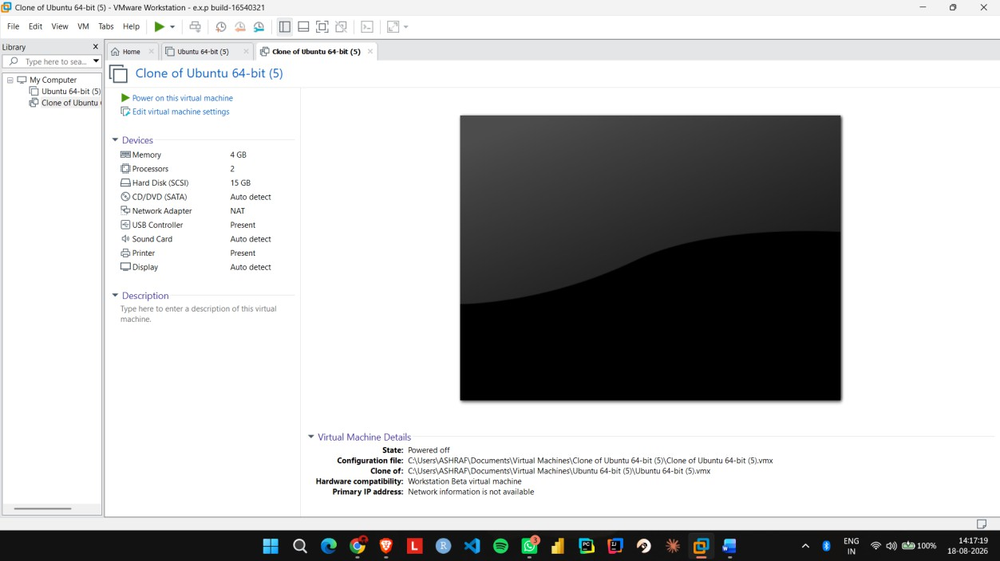 Clone of Ubuntu 64-bit (5) - VMware Workstation - e.x.p build-16540321
File Edit View VM Tabs Help
Library
Type here to sea...
My Computer
Ubuntu 64-bit (5)
Clone of Ubuntu
Home
Ubuntu 64-bit (5)
Clone of Ubuntu 64-bit (5)
Clone of Ubuntu 64-bit (5)
Power on this virtual machine
Edit virtual machine settings
Devices
Memory 4 GB
Processors 2
Hard Disk (SCSI) 15 GB
CD/DVD (SATA) Auto detect
Network Adapter NAT
USB Controller Present
Sound Card Auto detect
Printer Present
Display Auto detect
Description
Type here to enter a description of this virtual
machine.
Virtual Machine Details
State: Powered off
Configuration file: C:\Users\ASHRAF\Documents\Virtual Machines\Clone of Ubuntu 64-bit (5)\Clone of Ubuntu 64-bit (5).vmx
Clone of: C:\Users\ASHRAF\Documents\Virtual Machines\Ubuntu 64-bit (5)\Ubuntu 64-bit (5).vmx
Hardware compatibility: Workstation Beta virtual machine
Primary IP address: Network information is not available
L
R
3
PC
IJ
W
ENG
IN
100%
14:17:19
18-08-2026